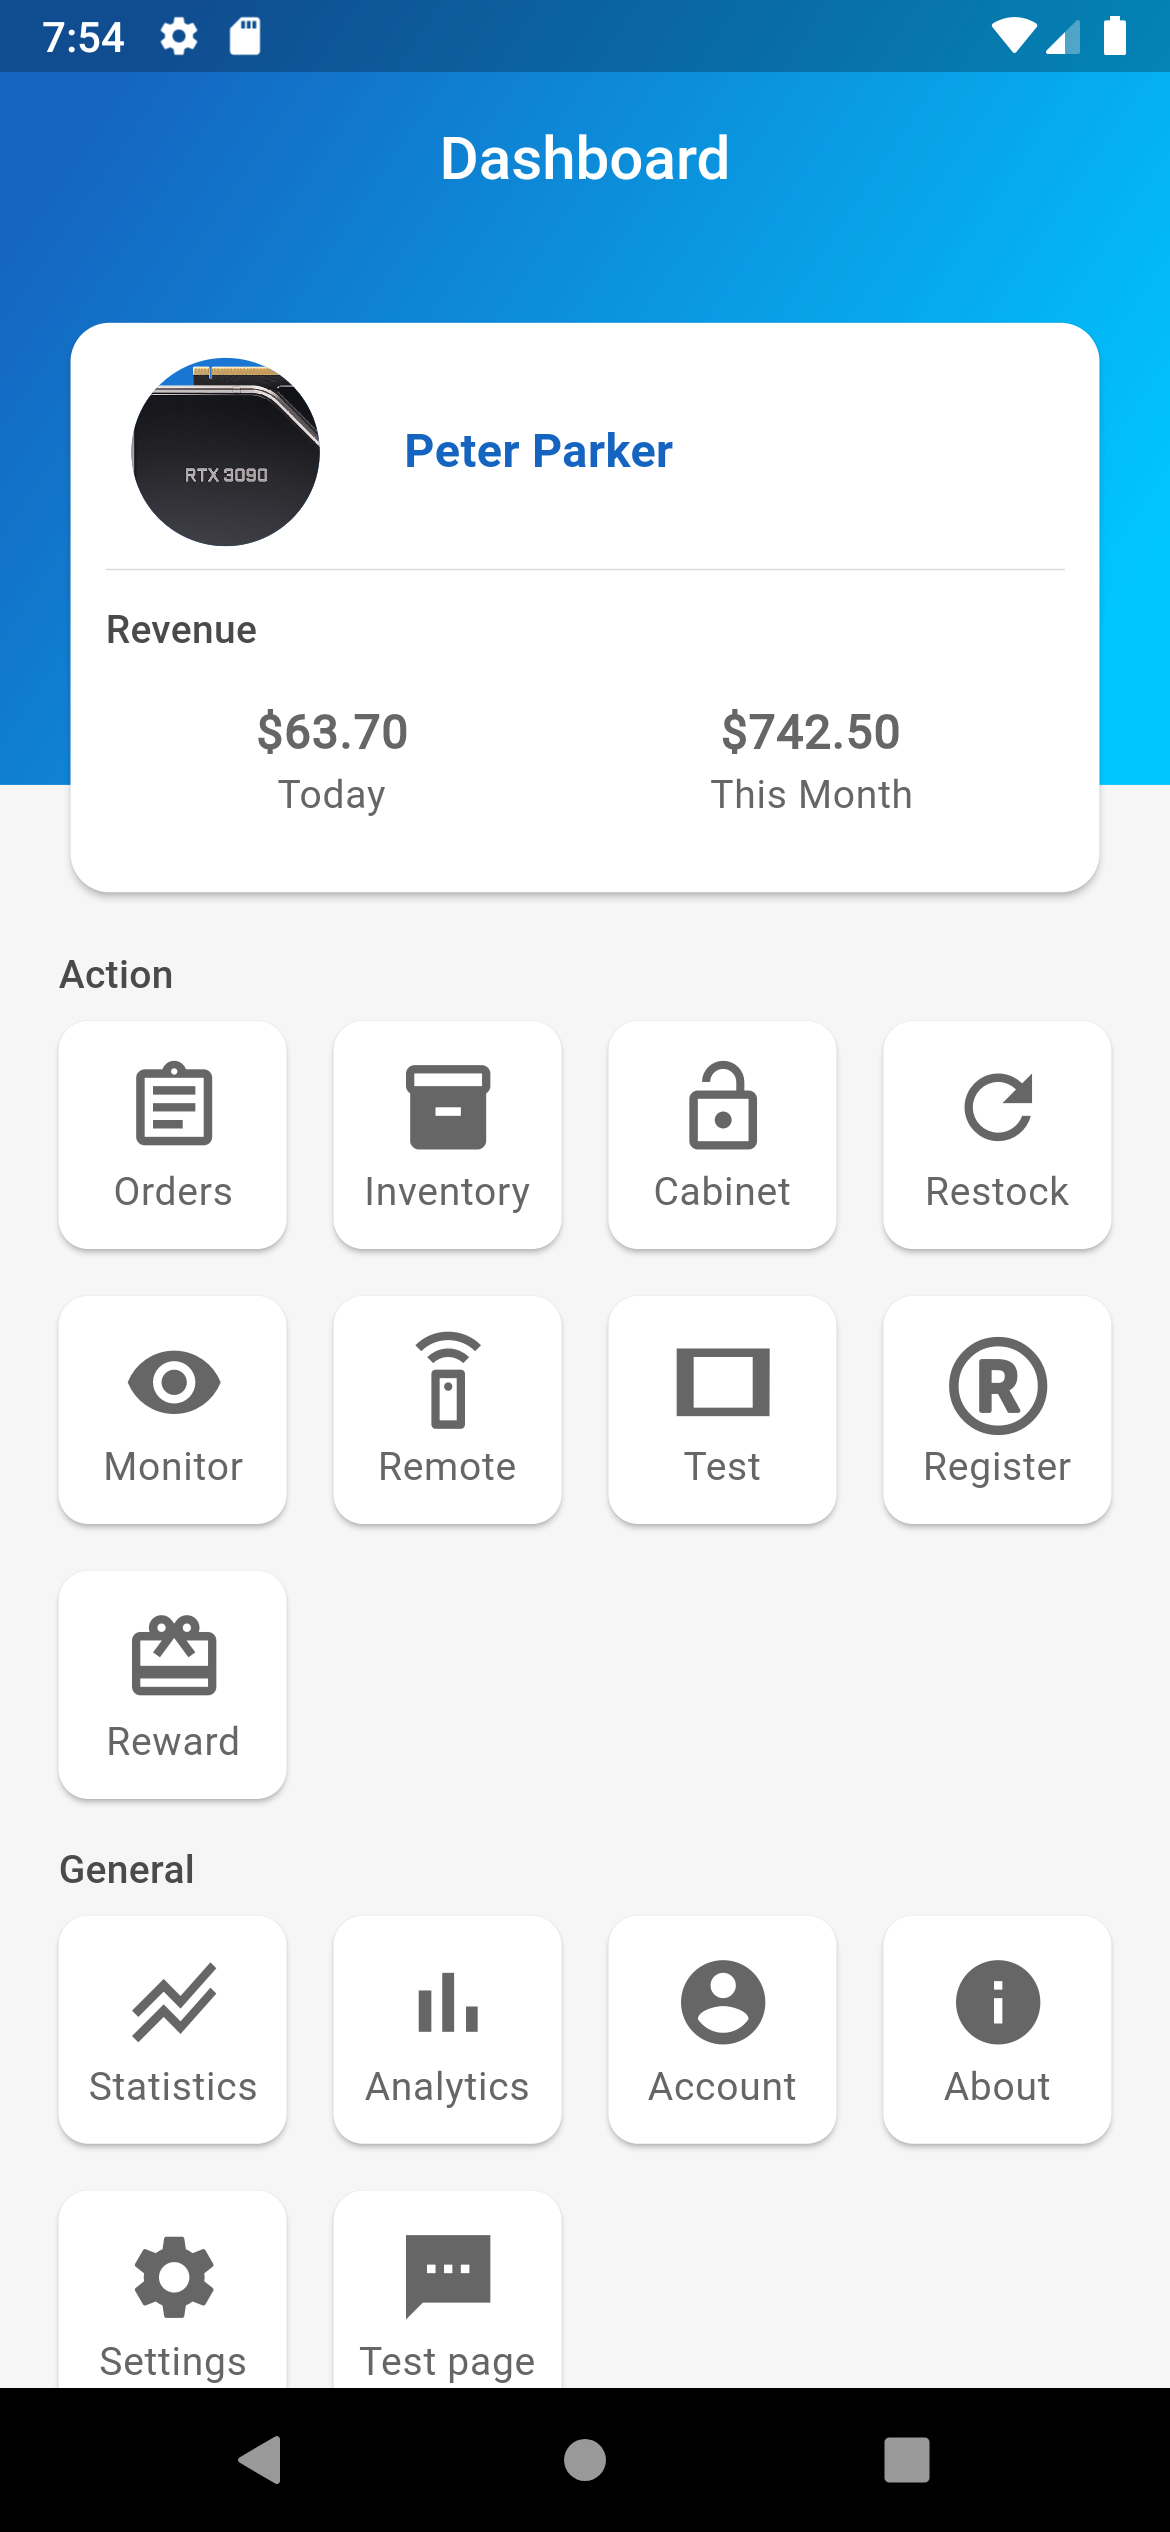 7:54
Dashboard
RTX 3090
Peter Parker
Revenue
$63.70
$742.50
Today
This Month
Action
Orders
Inventory
Cabinet
Restock
R
Monitor
Remote
Test
Register
Reward
General
Statistics
Analytics
Account
About
Settings
Test page